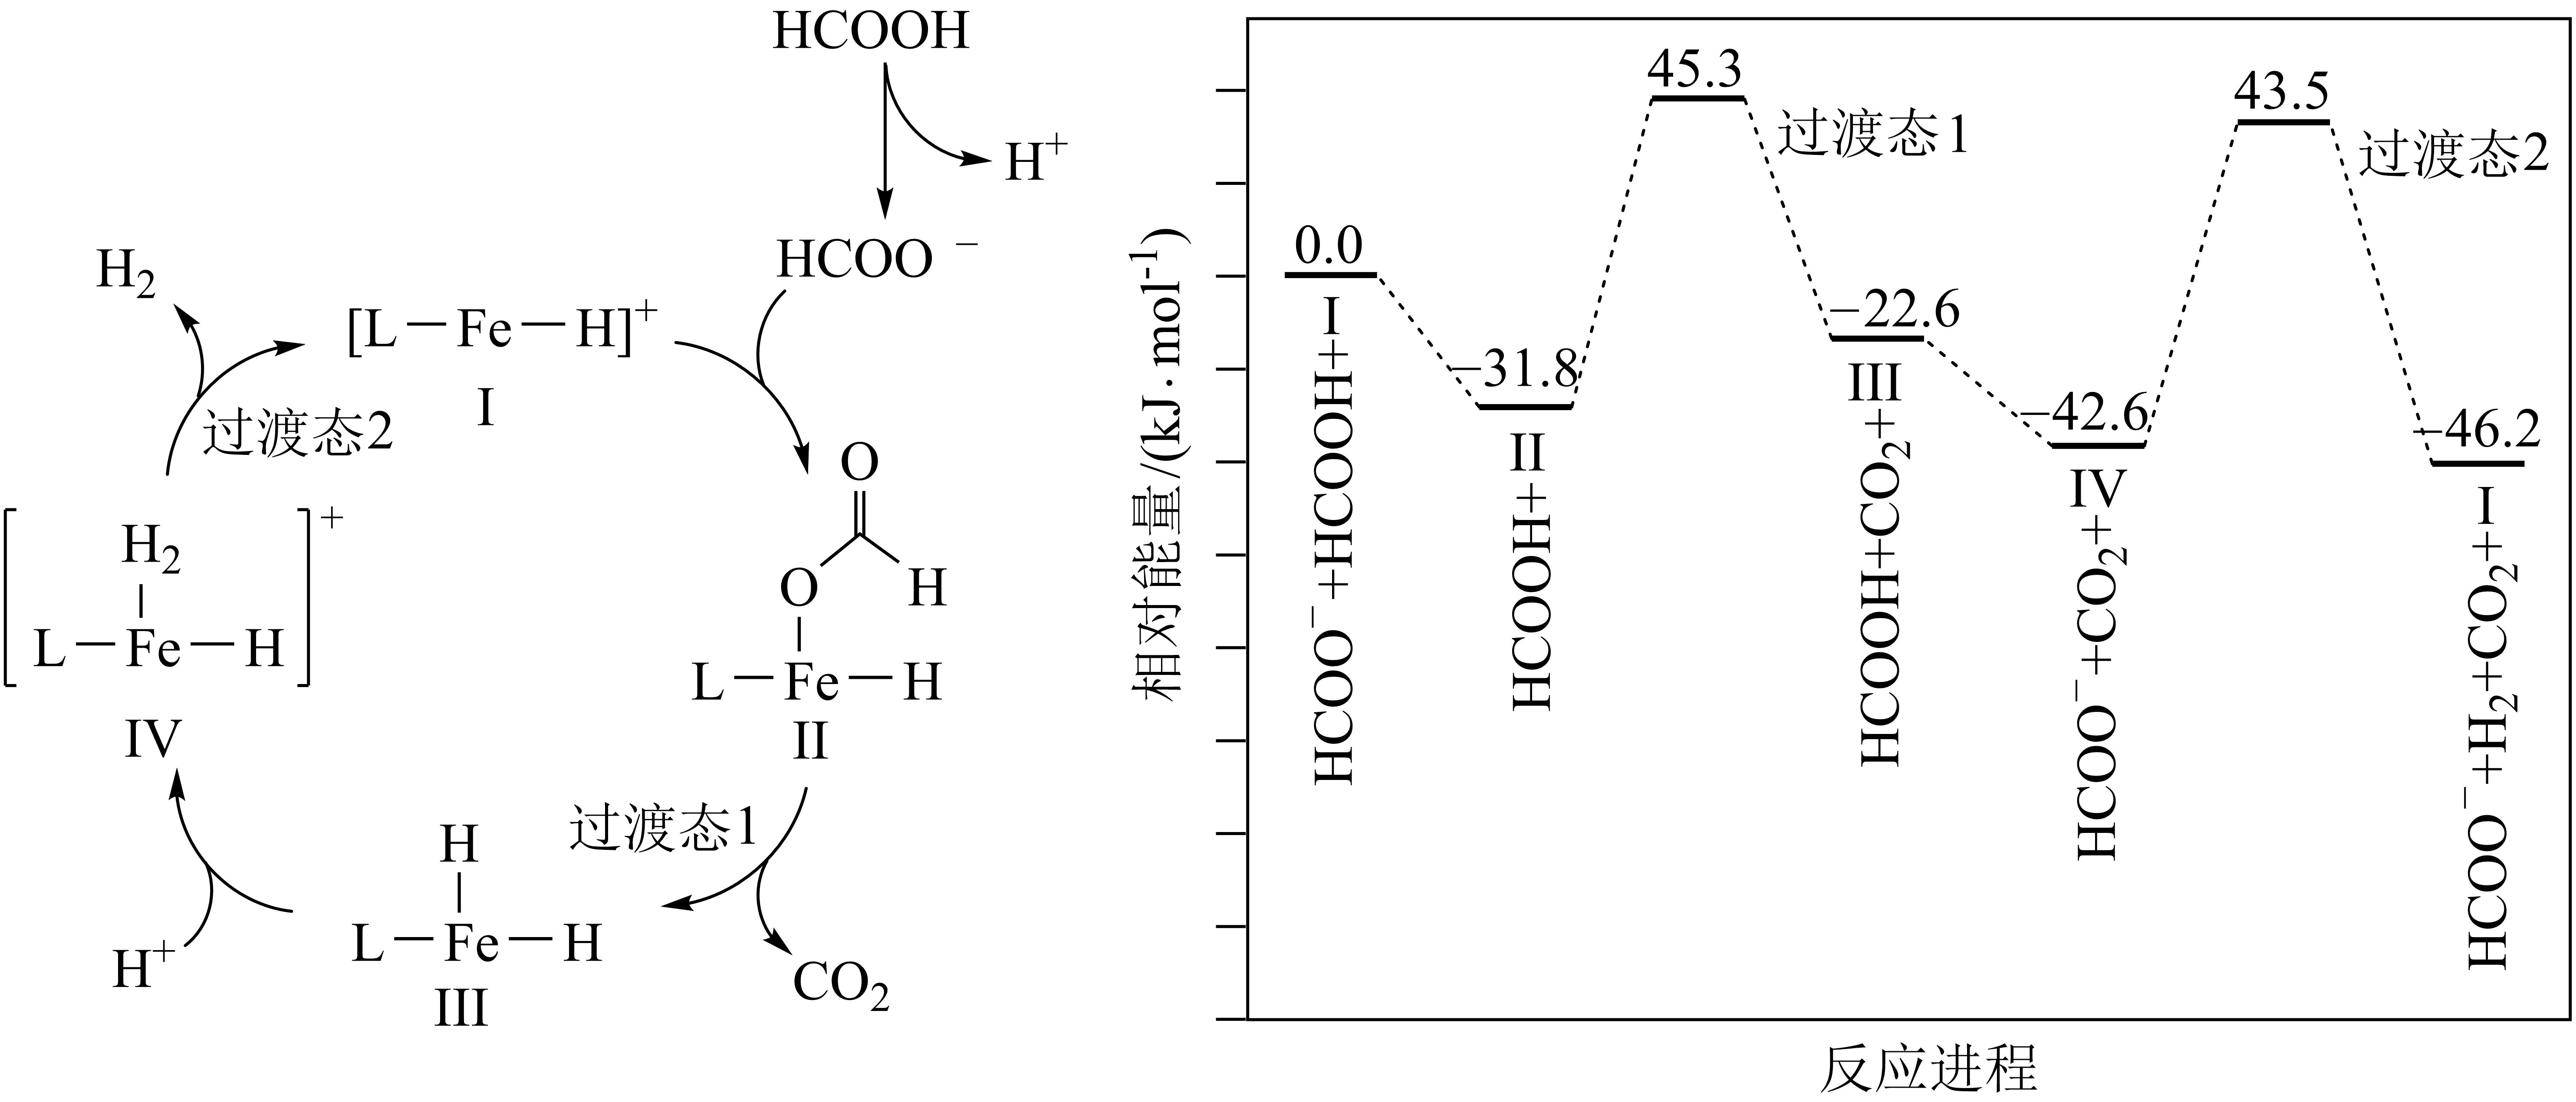 HCOOH
H⁺
HCOO⁻
H₂
[L—Fe—H]⁺
I
过渡态2
O
O
H
L—Fe—H
II
[ H₂ ]⁺
L—Fe—H
IV
过渡态1
H
L—Fe—H
III
H⁺
CO₂
相对能量/(kJ·mol⁻¹)
0.0
I
HCOO⁻+HCOOH+
−31.8
II
HCOOH+
45.3
过渡态1
−22.6
III
HCOOH+CO₂+
−42.6
IV
HCOO⁻+CO₂+
43.5
过渡态2
−46.2
I
HCOO⁻+H₂+CO₂+
反应进程